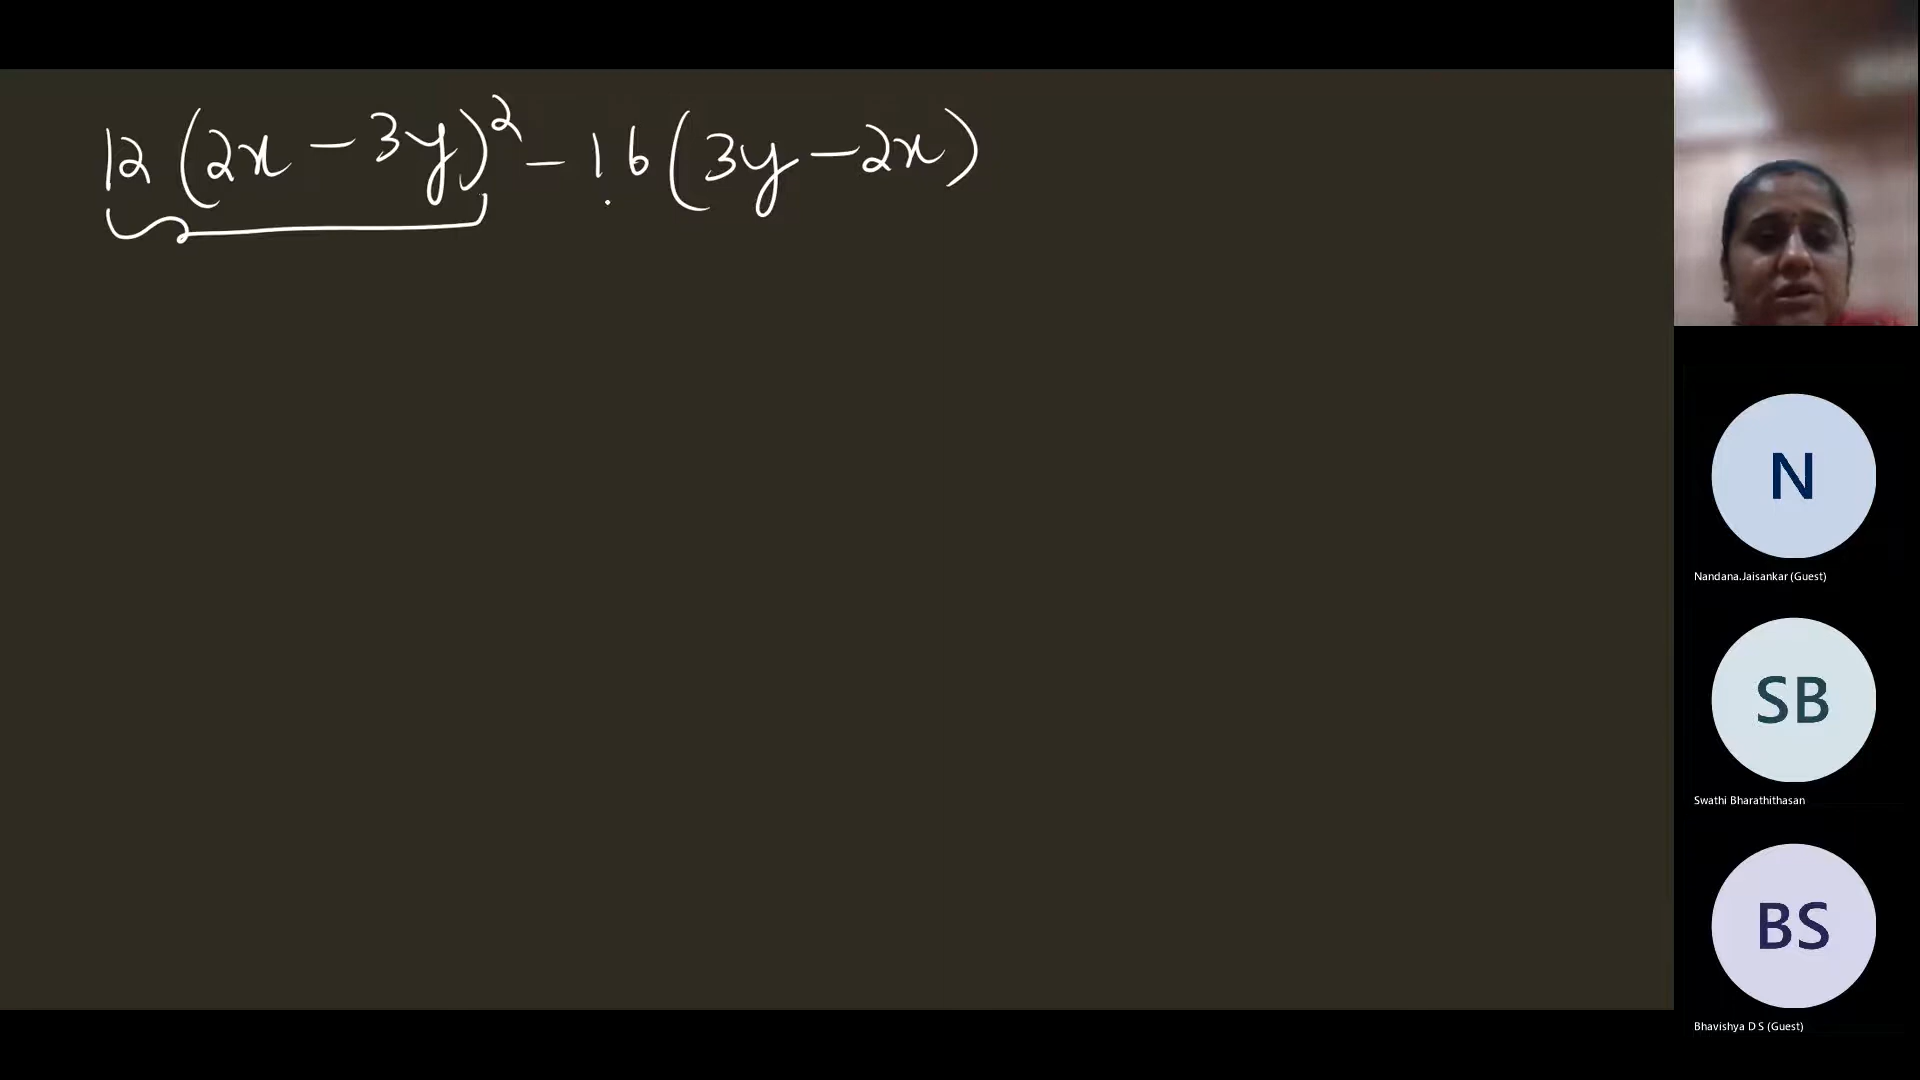 12(2x - 3y)² - 16(3y - 2x)
N
Nandana.Jaisankar (Guest)
SB
Swathi Bharathithasan
BS
Bhavishya D S (Guest)